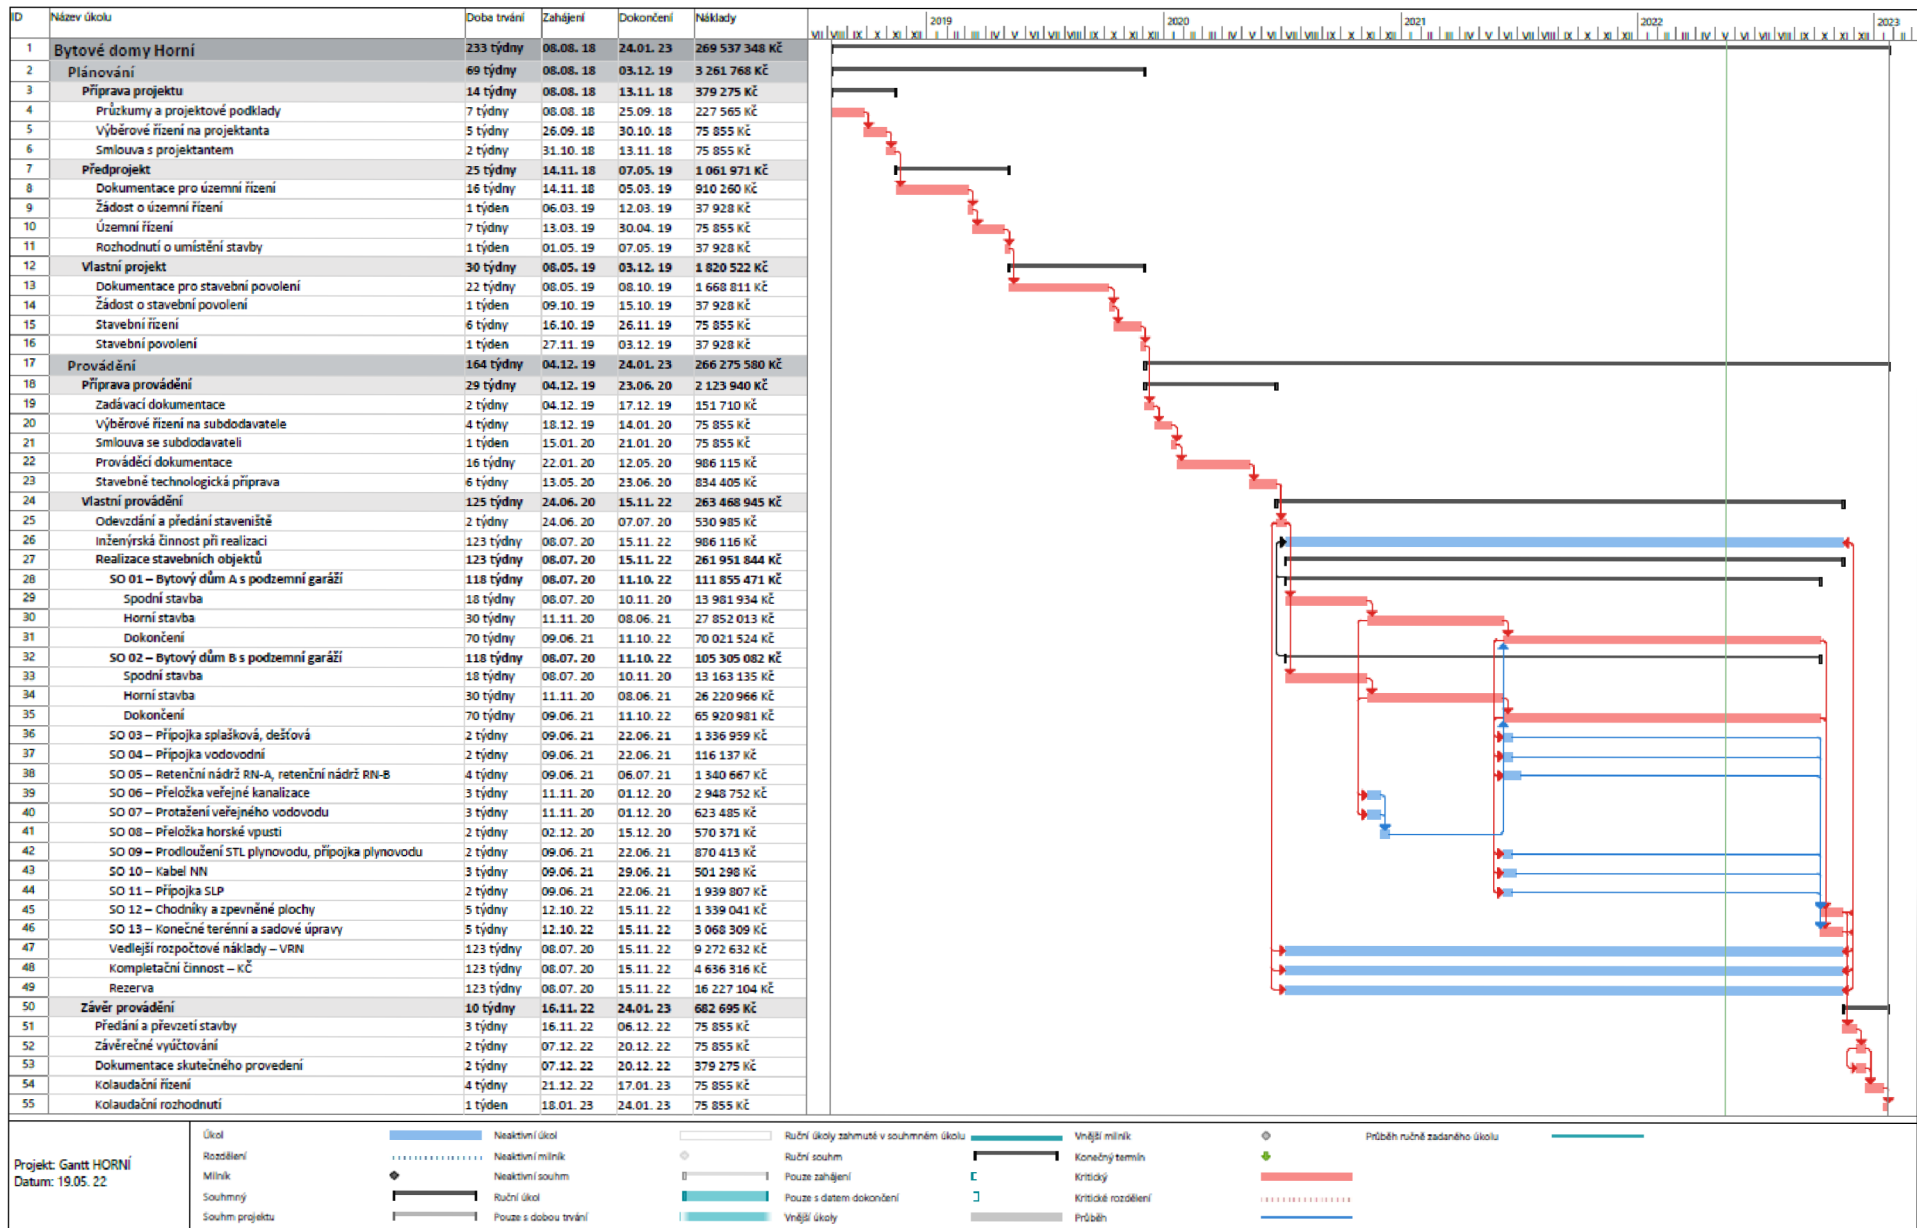 ID Název úkolu Doba trvání Zahájení Dokončení Náklady 2019 2020 2021 2022 2023
VII VIII IX X XI XII I II III IV V VI VII VIII IX X XI XII I II III IV V VI VII VIII IX X XI XII I II III IV V VI VII VIII IX X XI XII I II III IV V VI VII VIII IX X XI XII I II
1 Bytové domy Horní 233 týdny 08.08. 18 24.01. 23 269 537 348 Kč
2 Plánování 69 týdny 08.08. 18 03.12. 19 3 261 768 Kč
3 Příprava projektu 14 týdny 08.08. 18 13.11. 18 379 275 Kč
4 Průzkumy a projektové podklady 7 týdny 08.08. 18 25.09. 18 227 565 Kč
5 Výběrové řízení na projektanta 5 týdny 26.09. 18 30.10. 18 75 855 Kč
6 Smlouva s projektantem 2 týdny 31.10. 18 13.11. 18 75 855 Kč
7 Předprojekt 25 týdny 14.11. 18 07.05. 19 1 061 971 Kč
8 Dokumentace pro územní řízení 16 týdny 14.11. 18 05.03. 19 910 260 Kč
9 Žádost o územní řízení 1 týden 06.03. 19 12.03. 19 37 928 Kč
10 Územní řízení 7 týdny 13.03. 19 30.04. 19 75 855 Kč
11 Rozhodnutí o umístění stavby 1 týden 01.05. 19 07.05. 19 37 928 Kč
12 Vlastní projekt 30 týdny 08.05. 19 03.12. 19 1 820 522 Kč
13 Dokumentace pro stavební povolení 22 týdny 08.05. 19 08.10. 19 1 668 811 Kč
14 Žádost o stavební povolení 1 týden 09.10. 19 15.10. 19 37 928 Kč
15 Stavební řízení 6 týdny 16.10. 19 26.11. 19 75 855 Kč
16 Stavební povolení 1 týden 27.11. 19 03.12. 19 37 928 Kč
17 Provádění 164 týdny 04.12. 19 24.01. 23 266 275 580 Kč
18 Příprava provádění 29 týdny 04.12. 19 23.06. 20 2 123 940 Kč
19 Zadávací dokumentace 2 týdny 04.12. 19 17.12. 19 151 710 Kč
20 Výběrové řízení na subdodavatele 4 týdny 18.12. 19 14.01. 20 75 855 Kč
21 Smlouva se subdodavateli 1 týden 15.01. 20 21.01. 20 75 855 Kč
22 Prováděcí dokumentace 16 týdny 22.01. 20 12.05. 20 986 115 Kč
23 Stavebně technologická příprava 6 týdny 13.05. 20 23.06. 20 834 405 Kč
24 Vlastní provádění 125 týdny 24.06. 20 15.11. 22 263 468 945 Kč
25 Odevzdání a předání staveniště 2 týdny 24.06. 20 07.07. 20 530 985 Kč
26 Inženýrská činnost při realizaci 123 týdny 08.07. 20 15.11. 22 986 116 Kč
27 Realizace stavebních objektů 123 týdny 08.07. 20 15.11. 22 261 951 844 Kč
28 SO 01 – Bytový dům A s podzemní garáží 118 týdny 08.07. 20 11.10. 22 111 855 471 Kč
29 Spodní stavba 18 týdny 08.07. 20 10.11. 20 13 981 934 Kč
30 Horní stavba 30 týdny 11.11. 20 08.06. 21 27 852 013 Kč
31 Dokončení 70 týdny 09.06. 21 11.10. 22 70 021 524 Kč
32 SO 02 – Bytový dům B s podzemní garáží 118 týdny 08.07. 20 11.10. 22 105 305 082 Kč
33 Spodní stavba 18 týdny 08.07. 20 10.11. 20 13 163 135 Kč
34 Horní stavba 30 týdny 11.11. 20 08.06. 21 26 220 966 Kč
35 Dokončení 70 týdny 09.06. 21 11.10. 22 65 920 981 Kč
36 SO 03 – Přípojka splašková, dešťová 2 týdny 09.06. 21 22.06. 21 1 336 959 Kč
37 SO 04 – Přípojka vodovodní 2 týdny 09.06. 21 22.06. 21 116 137 Kč
38 SO 05 – Retenční nádrž RN-A, retenční nádrž RN-B 4 týdny 09.06. 21 06.07. 21 1 340 667 Kč
39 SO 06 – Přeložka veřejné kanalizace 3 týdny 11.11. 20 01.12. 20 2 948 752 Kč
40 SO 07 – Protažení veřejného vodovodu 3 týdny 11.11. 20 01.12. 20 623 485 Kč
41 SO 08 – Přeložka horské vpusti 2 týdny 02.12. 20 15.12. 20 570 371 Kč
42 SO 09 – Prodloužení STL plynovodu, přípojka plynovodu 2 týdny 09.06. 21 22.06. 21 870 413 Kč
43 SO 10 – Kabel NN 3 týdny 09.06. 21 29.06. 21 501 298 Kč
44 SO 11 – Přípojka SLP 2 týdny 09.06. 21 22.06. 21 1 939 807 Kč
45 SO 12 – Chodníky a zpevněné plochy 5 týdny 12.10. 22 15.11. 22 1 339 041 Kč
46 SO 13 – Konečné terénní a sadové úpravy 5 týdny 12.10. 22 15.11. 22 3 068 309 Kč
47 Vedlejší rozpočtové náklady – VRN 123 týdny 08.07. 20 15.11. 22 9 272 632 Kč
48 Kompletační činnost – KČ 123 týdny 08.07. 20 15.11. 22 4 636 316 Kč
49 Rezerva 123 týdny 08.07. 20 15.11. 22 16 227 104 Kč
50 Závěr provádění 10 týdny 16.11. 22 24.01. 23 682 695 Kč
51 Předání a převzetí stavby 3 týdny 16.11. 22 06.12. 22 75 855 Kč
52 Závěrečné vyúčtování 2 týdny 07.12. 22 20.12. 22 75 855 Kč
53 Dokumentace skutečného provedení 2 týdny 07.12. 22 20.12. 22 379 275 Kč
54 Kolaudační řízení 4 týdny 21.12. 22 17.01. 23 75 855 Kč
55 Kolaudační rozhodnutí 1 týden 18.01. 23 24.01. 23 75 855 Kč
Projekt: Gantt HORNÍ
Datum: 19.05. 22
Úkol Neaktivní úkol Ruční úkoly zahrnuté v souhrnném úkolu Vnější milník Průběh ručně zadaného úkolu
Rozdělení Neaktivní milník Ruční souhrn Konečný termín
Milník Neaktivní souhrn Pouze zahájení Kritický
Souhrnný Ruční úkol Pouze s datem dokončení Kritické rozdělení
Souhrn projektu Pouze s dobou trvání Vnější úkoly Průběh